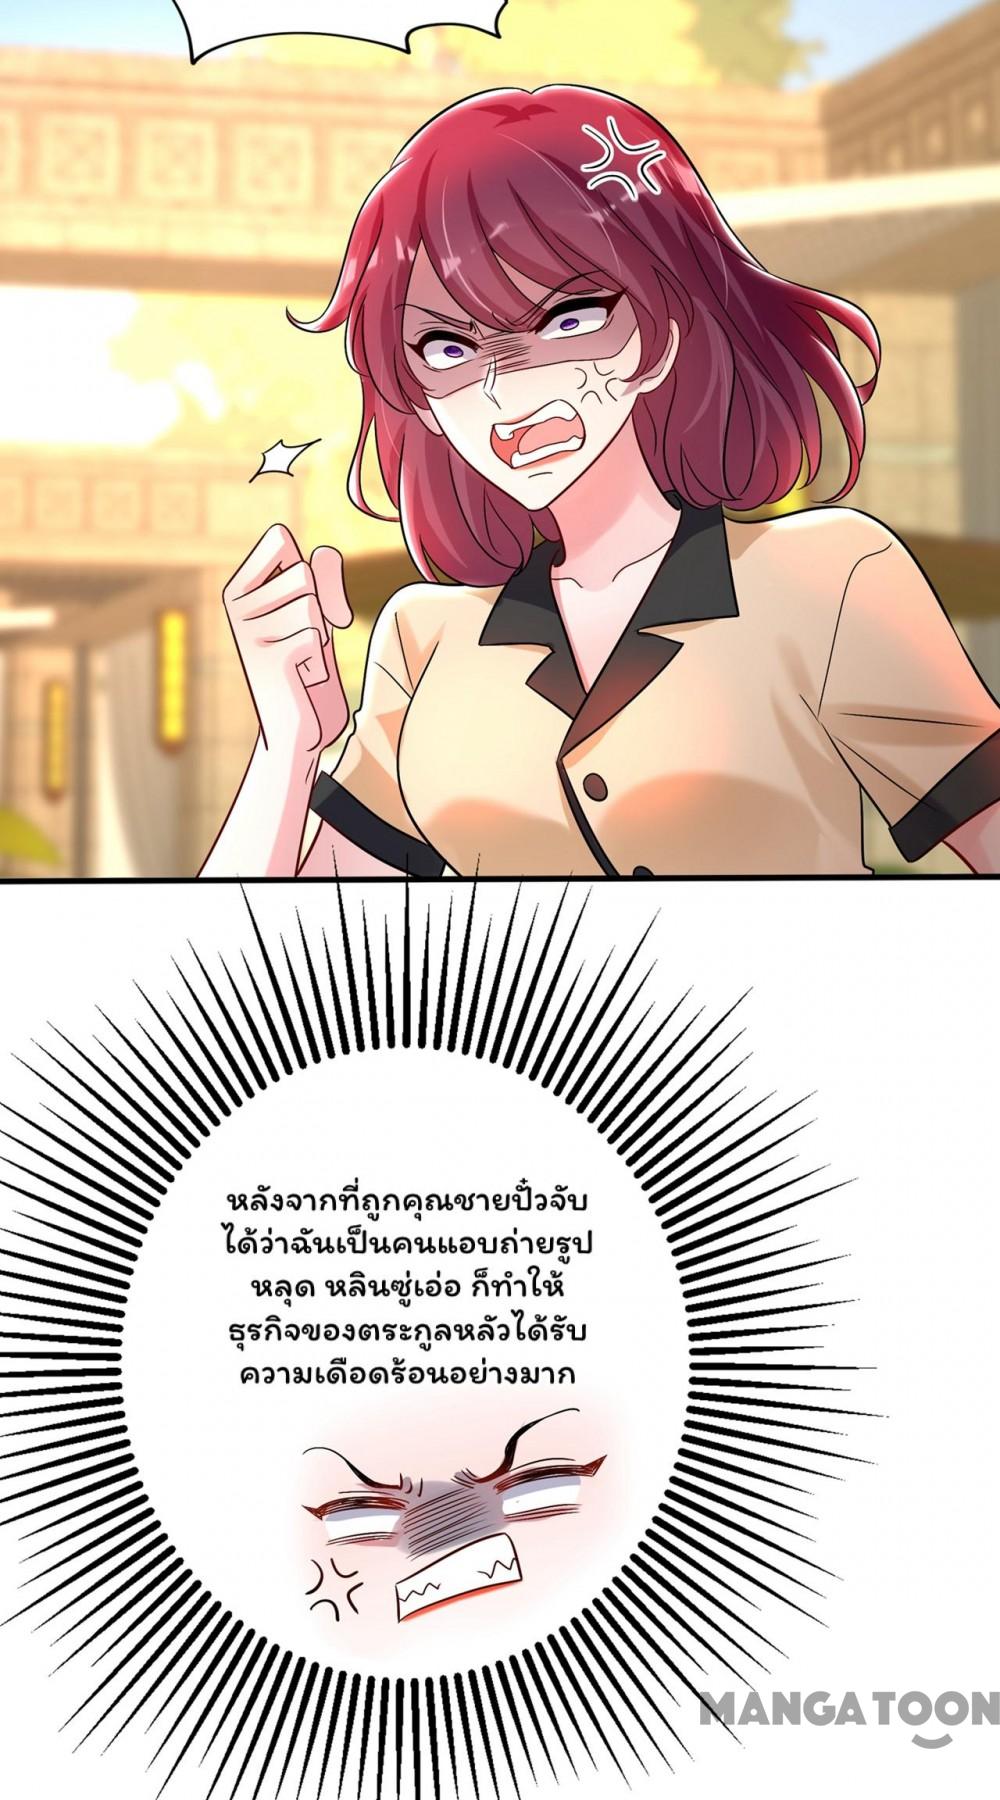 หลังจากที่ถูกคุณชายปั๋วจับ
ได้ว่าฉันเป็นคนแอบถ่ายรูป
หลุด หลินซู่เอ่อ ก็ทำให้
ธุรกิจของตระกูลหลัวได้รับ
ความเดือดร้อนอย่างมาก
MANGATOON